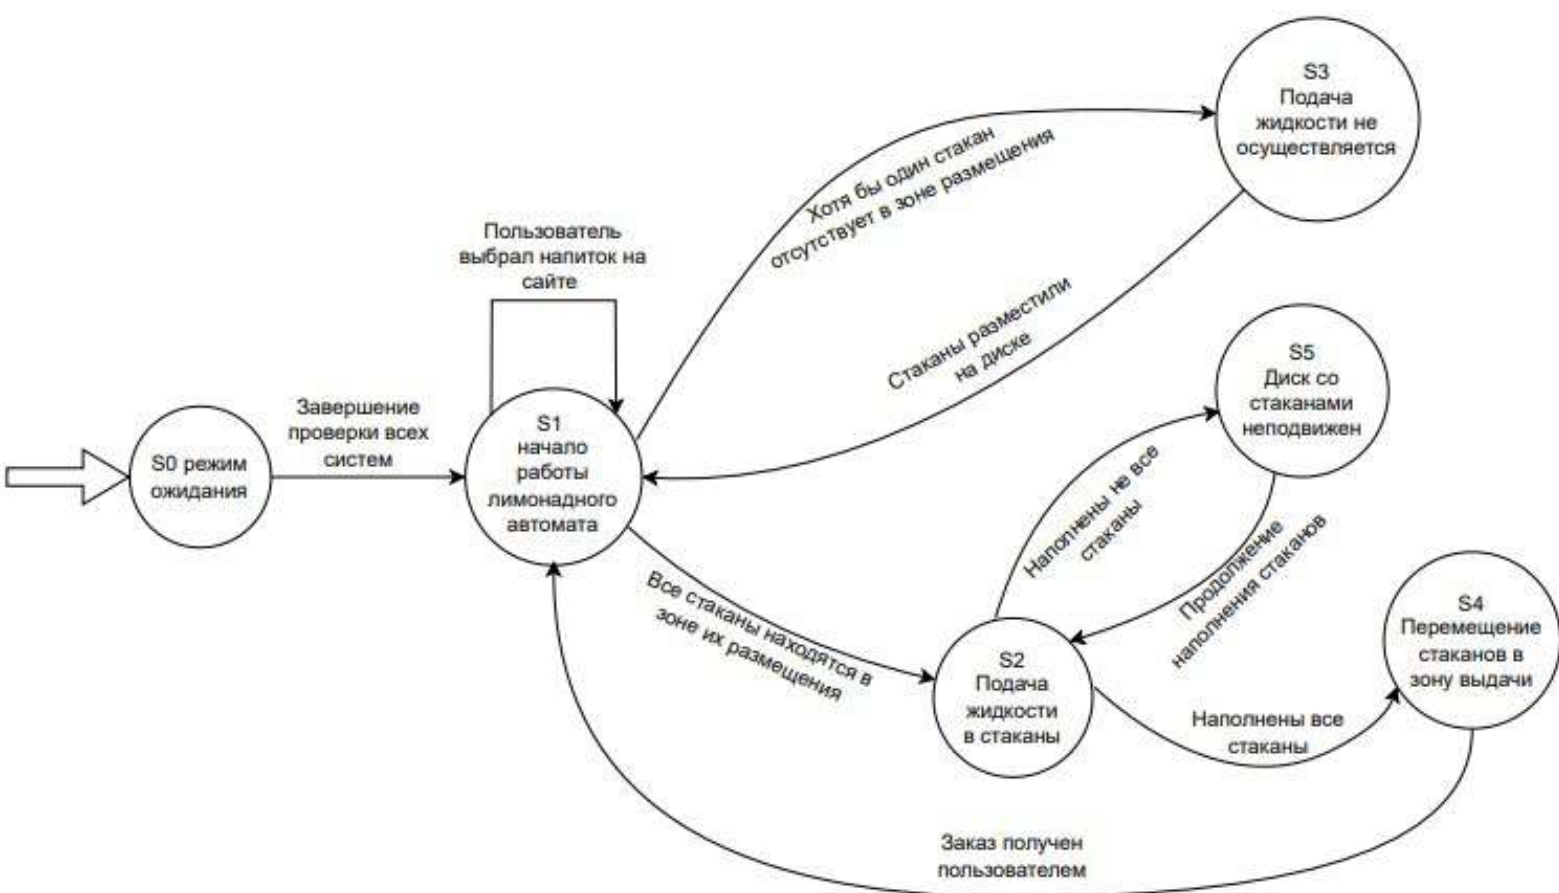 S3
Подача
жидкости не
осуществляется
Хотя бы один стакан
отсутствует в зоне размещения
Пользователь
выбрал напиток на
сайте
Стаканы разместили
на диске
S5
Диск со
стаканами
неподвижен
Завершение
проверки всех
систем
S0 режим
ожидания
S1
начало
работы
лимонадного
автомата
Наполнены не все
стаканы
Продолжение
наполнения стаканов
Все стаканы находятся в
зоне их размещения
S2
Подача
жидкости
в стаканы
S4
Перемещение
стаканов в
зону выдачи
Наполнены все
стаканы
Заказ получен
пользователем